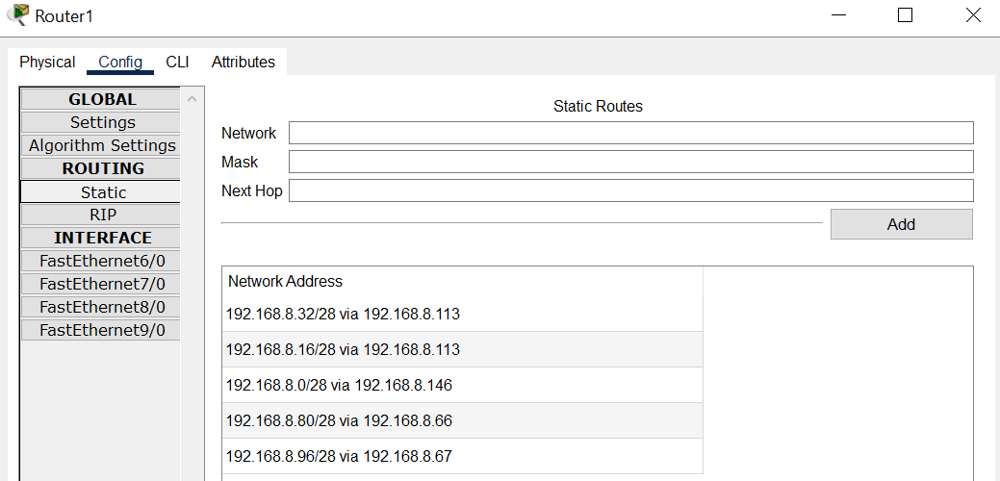 Router1
Physical Config CLI Attributes
GLOBAL
Settings
Algorithm Settings
ROUTING
Static
RIP
INTERFACE
FastEthernet6/0
FastEthernet7/0
FastEthernet8/0
FastEthernet9/0
Static Routes
Network
Mask
Next Hop
Add
Network Address
192.168.8.32/28 via 192.168.8.113
192.168.8.16/28 via 192.168.8.113
192.168.8.0/28 via 192.168.8.146
192.168.8.80/28 via 192.168.8.66
192.168.8.96/28 via 192.168.8.67